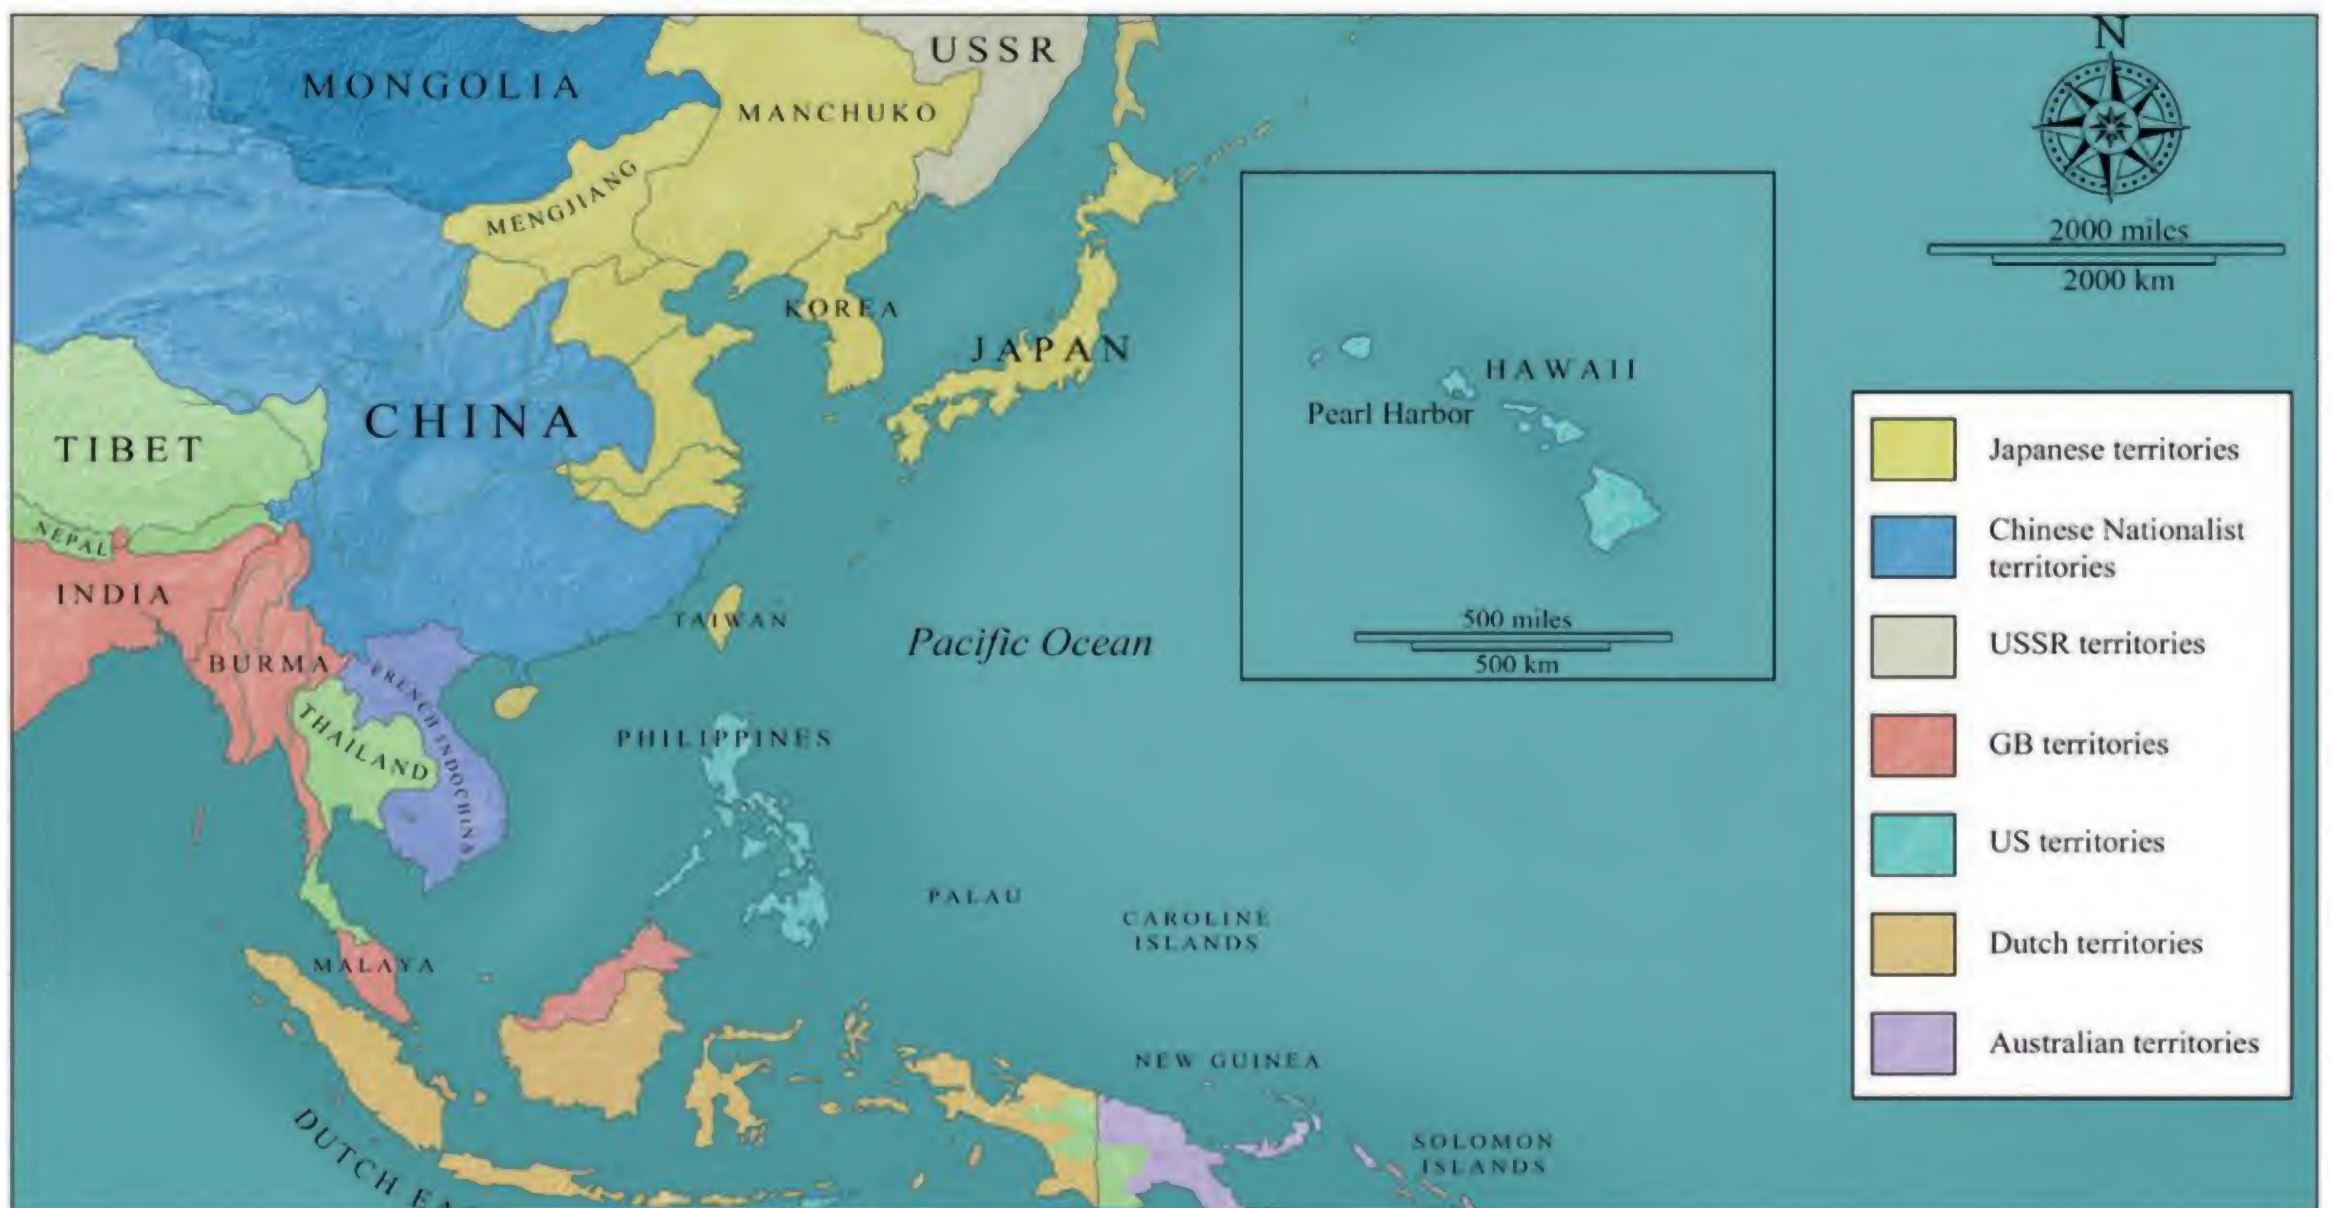 N
USSR
MONGOLIA
MANCHUKO
MENGJIANG
2000 miles
2000 km
KOREA
JAPAN
HAWAII
Pearl Harbor
CHINA
TIBET
NEPAL
INDIA
TAIWAN
Pacific Ocean
500 miles
500 km
BURMA
FRENCH INDOCHINA
THAILAND
PHILIPPINES
PALAU
CAROLINE
ISLANDS
MALAYA
NEW GUINEA
SOLOMON
ISLANDS
DUTCH
Japanese territories
Chinese Nationalist
territories
USSR territories
GB territories
US territories
Dutch territories
Australian territories